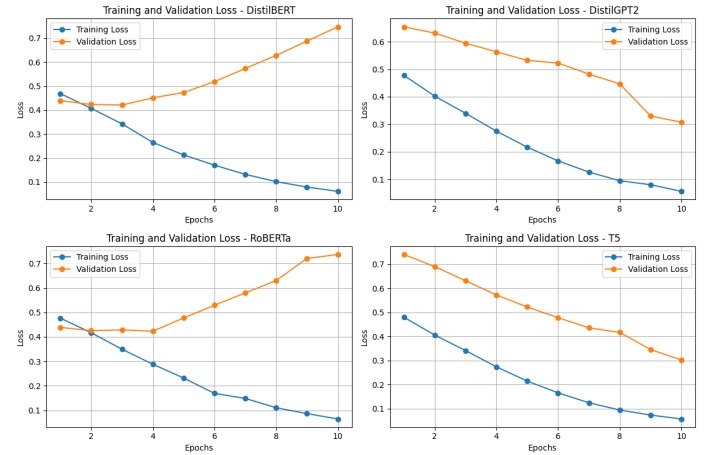 Training and Validation Loss - DistilBERT
Training Loss
Validation Loss
Loss
0.7
0.6
0.5
0.4
0.3
0.2
0.1
2
4
6
8
10
Epochs
Training and Validation Loss - DistilGPT2
Training Loss
Validation Loss
Loss
0.6
0.5
0.4
0.3
0.2
0.1
2
4
6
8
10
Epochs
Training and Validation Loss - RoBERTa
Training Loss
Validation Loss
Loss
0.7
0.6
0.5
0.4
0.3
0.2
0.1
2
4
6
8
10
Epochs
Training and Validation Loss - T5
Training Loss
Validation Loss
Loss
0.7
0.6
0.5
0.4
0.3
0.2
0.1
2
4
6
8
10
Epochs